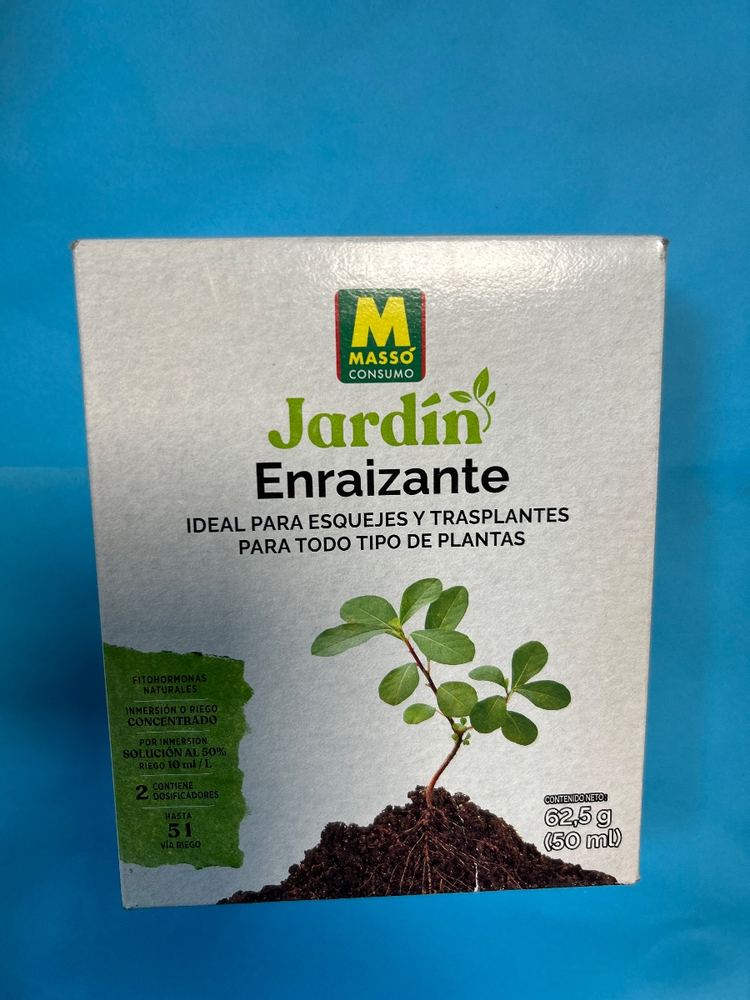 M
MASSÓ
CONSUMO
Jardín
Enraizante
IDEAL PARA ESQUEJES Y TRASPLANTES
PARA TODO TIPO DE PLANTAS
FITOHORMONAS
NATURALES
INMERSIÓN O RIEGO
CONCENTRADO
POR INMERSIÓN
SOLUCIÓN AL 50%
RIEGO 10 ml / L
2 CONTIENE
DOSIFICADORES
HASTA
5 l
VÍA RIEGO
CONTENIDO NETO:
62,5 g
(50 ml)